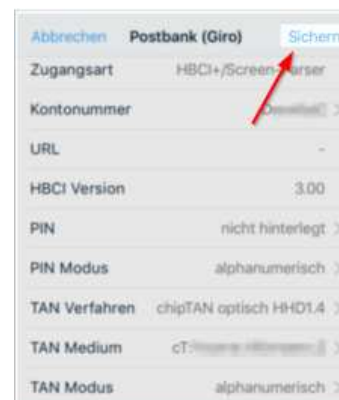 Abbrechen Postbank (Giro) Sichern
Zugangsart HBCI+/Screen-Parser
Kontonummer
URL -
HBCI Version 3.00
PIN nicht hinterlegt
PIN Modus alphanumerisch
TAN Verfahren chipTAN optisch HHD1.4
TAN Medium cT:
TAN Modus alphanumerisch